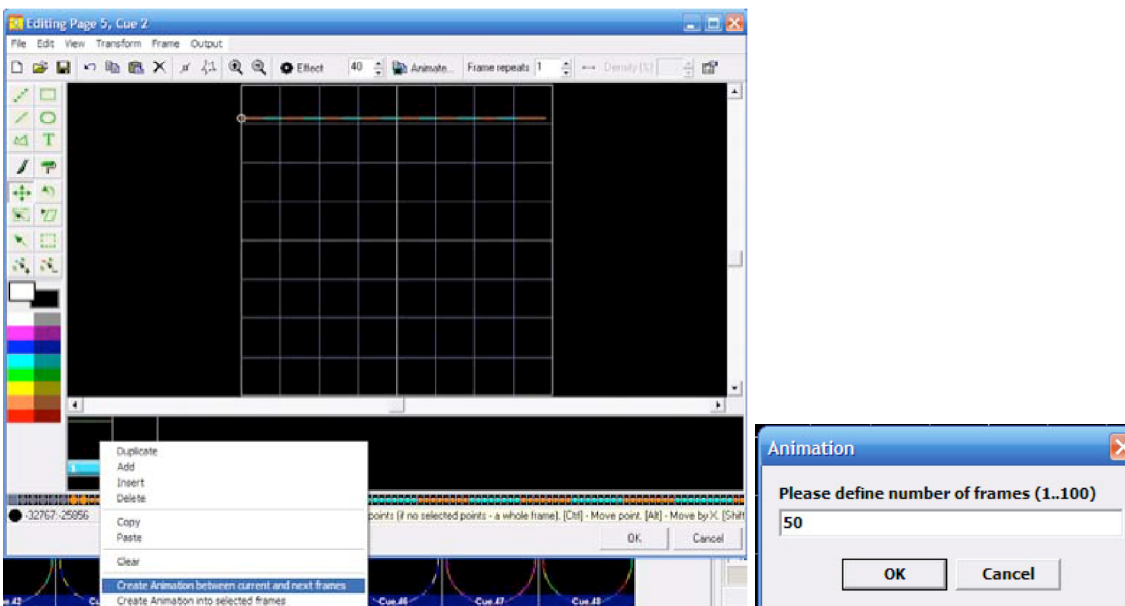 Editing Page 5, Cue 2
File Edit View Transform Frame Output
Effect 40 Animate... Frame repeats 1 Density (%)
T
1
Duplicate
Add
Insert
Delete
Copy
Paste
Clear
Create Animation between current and next frames
Create Animation into selected frames
-32767:-25856 points (if no selected points - a whole frame). [Ctrl] - Move point. [Alt] - Move by X. [Shift
OK Cancel
Cue.46 Cue.47 Cue.48
Animation
Please define number of frames (1..100)
50
OK Cancel